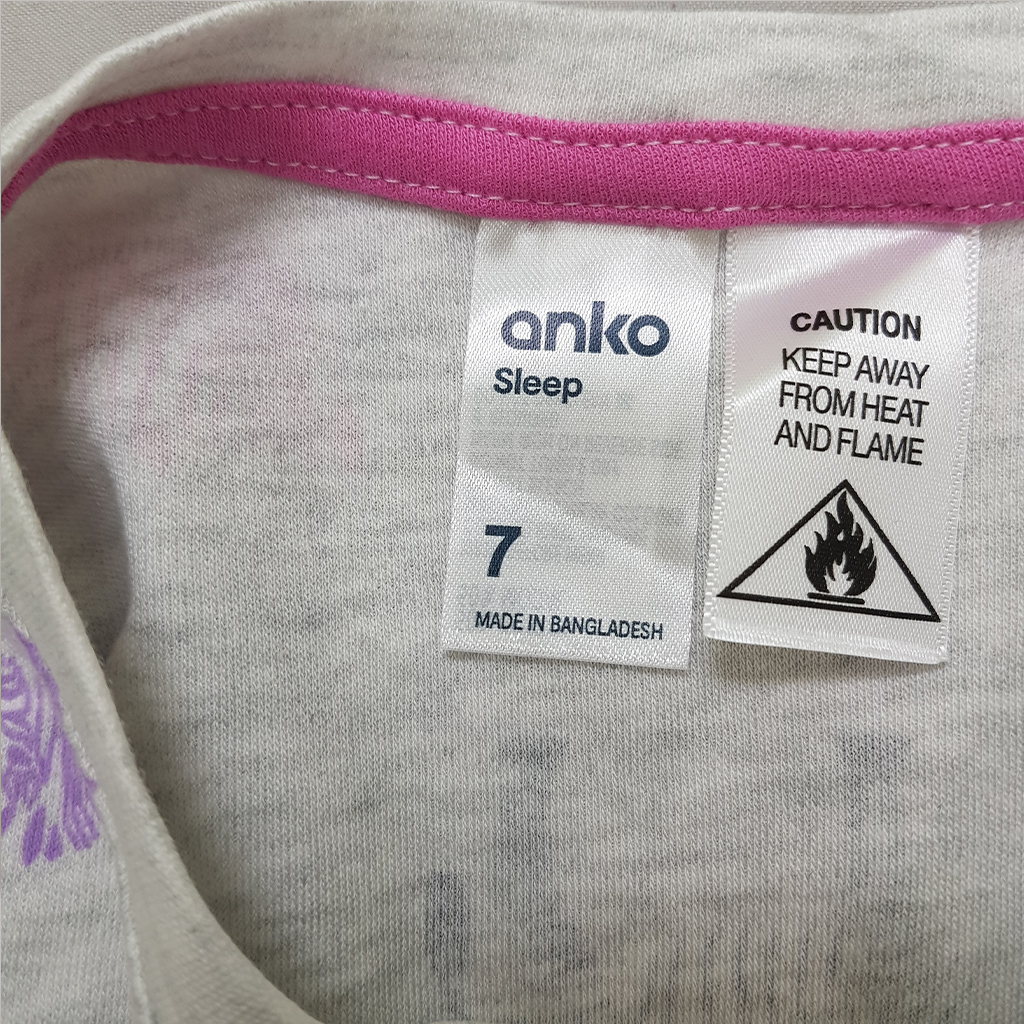 anko
Sleep
7
MADE IN BANGLADESH
CAUTION
KEEP AWAY
FROM HEAT
AND FLAME